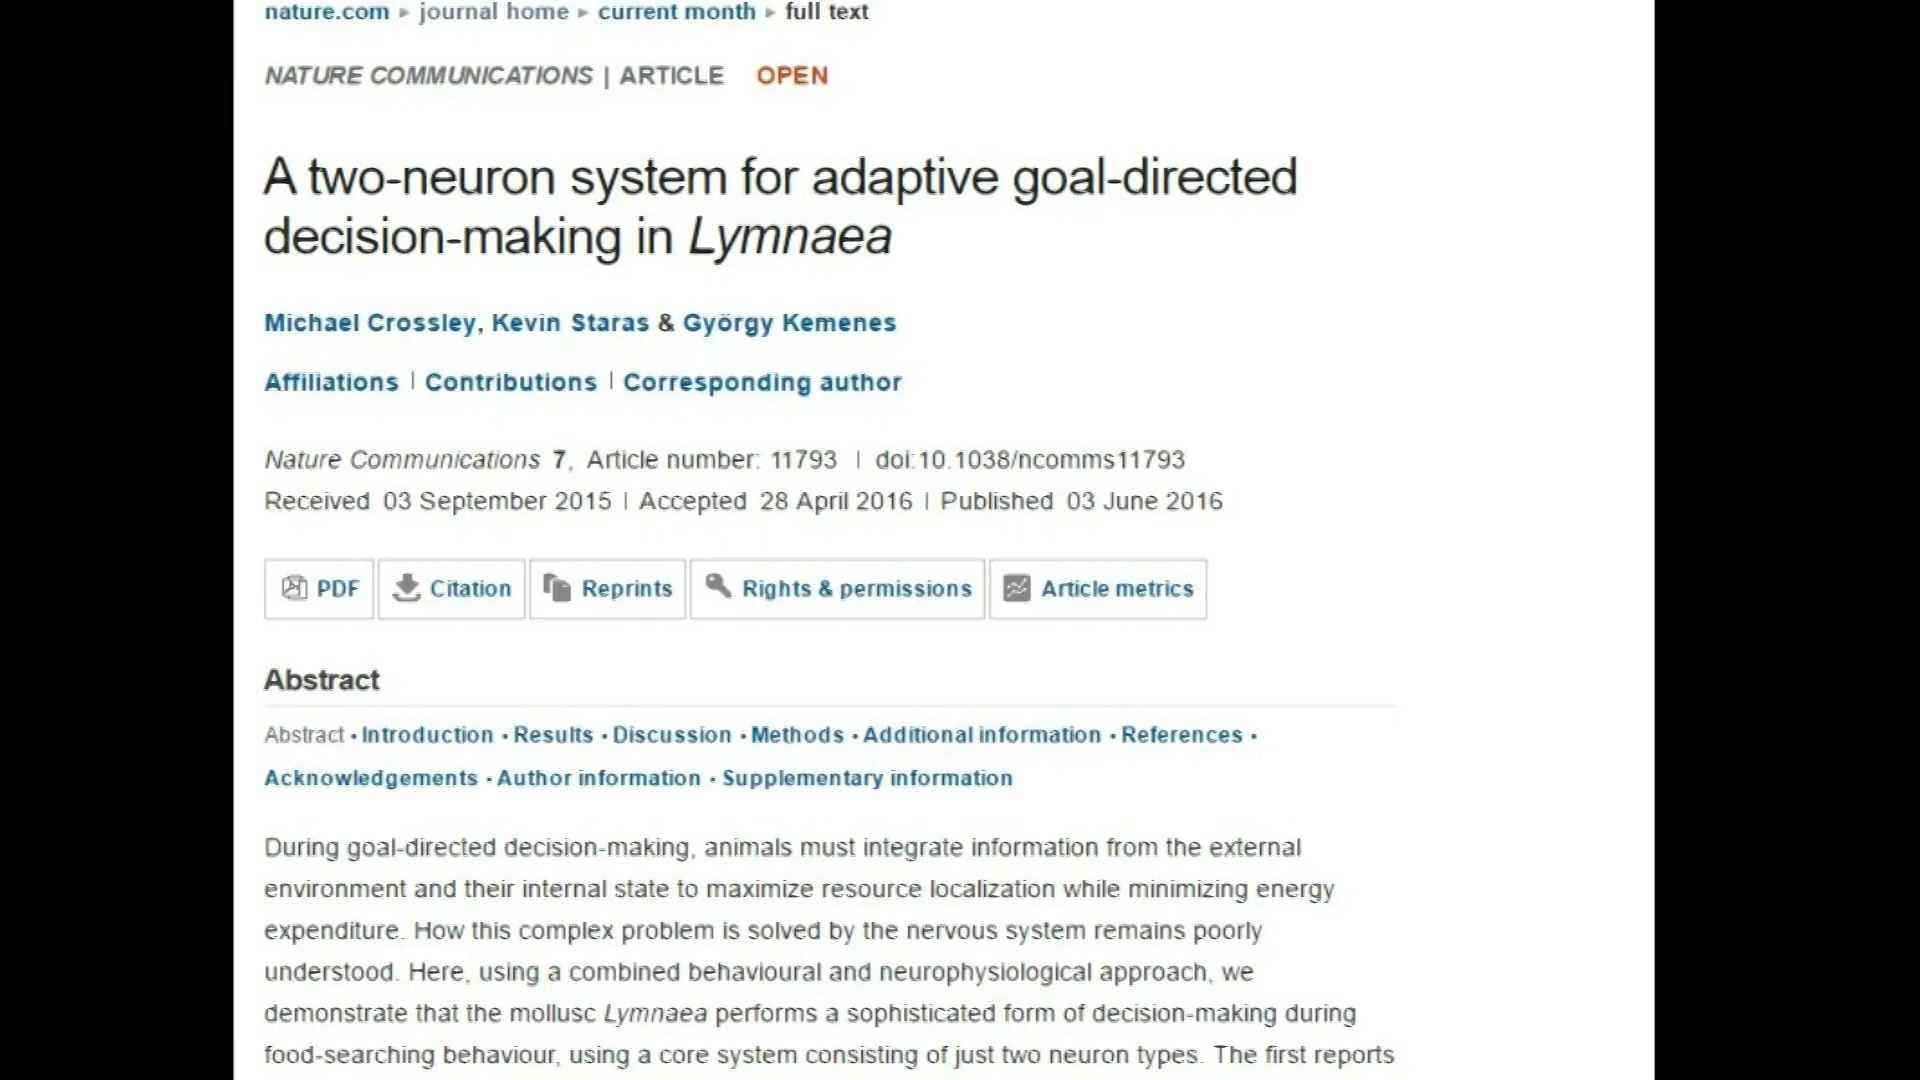 nature.com ▸ journal home ▸ current month ▸ full text
NATURE COMMUNICATIONS | ARTICLE OPEN
A two-neuron system for adaptive goal-directed
decision-making in Lymnaea
Michael Crossley, Kevin Staras & György Kemenes
Affiliations | Contributions | Corresponding author
Nature Communications 7, Article number: 11793 | doi:10.1038/ncomms11793
Received 03 September 2015 | Accepted 28 April 2016 | Published 03 June 2016
PDF Citation Reprints Rights & permissions Article metrics
Abstract
Abstract • Introduction • Results • Discussion • Methods • Additional information • References •
Acknowledgements • Author information • Supplementary information
During goal-directed decision-making, animals must integrate information from the external
environment and their internal state to maximize resource localization while minimizing energy
expenditure. How this complex problem is solved by the nervous system remains poorly
understood. Here, using a combined behavioural and neurophysiological approach, we
demonstrate that the mollusc Lymnaea performs a sophisticated form of decision-making during
food-searching behaviour, using a core system consisting of just two neuron types. The first reports